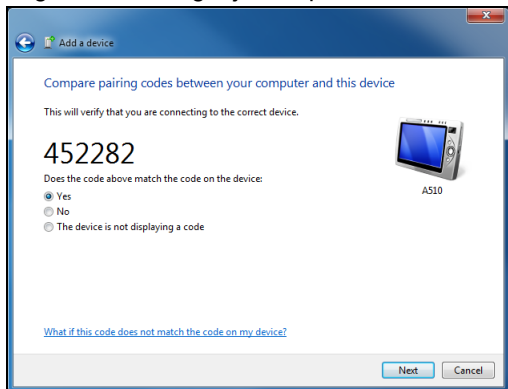 Add a device
Compare pairing codes between your computer and this device
This will verify that you are connecting to the correct device.
452282
Does the code above match the code on the device:
Yes
No
The device is not displaying a code
A510
What if this code does not match the code on my device?
Next Cancel